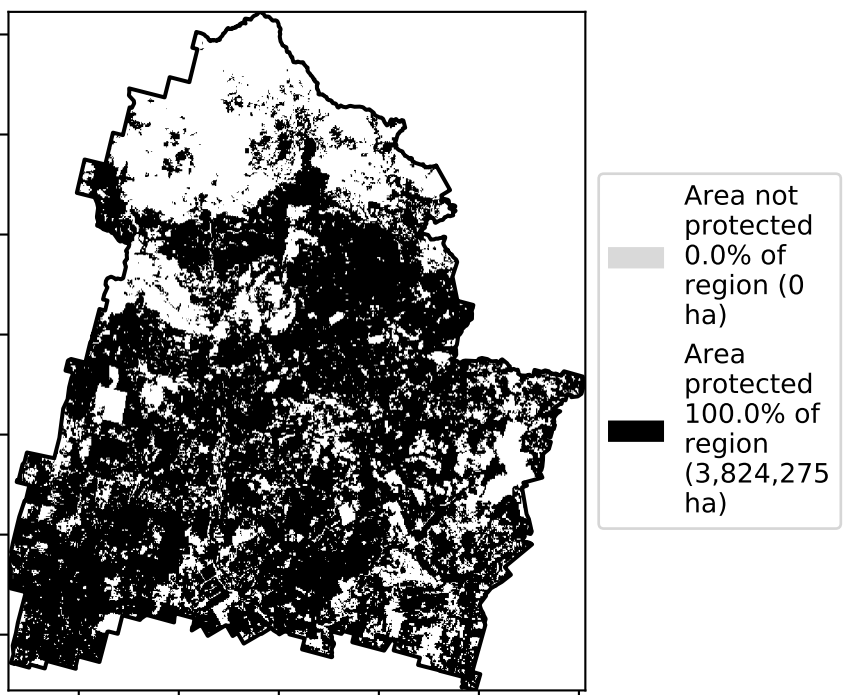 Area not
protected
0.0% of
region (0
ha)
Area
protected
100.0% of
region
(3,824,275
ha)